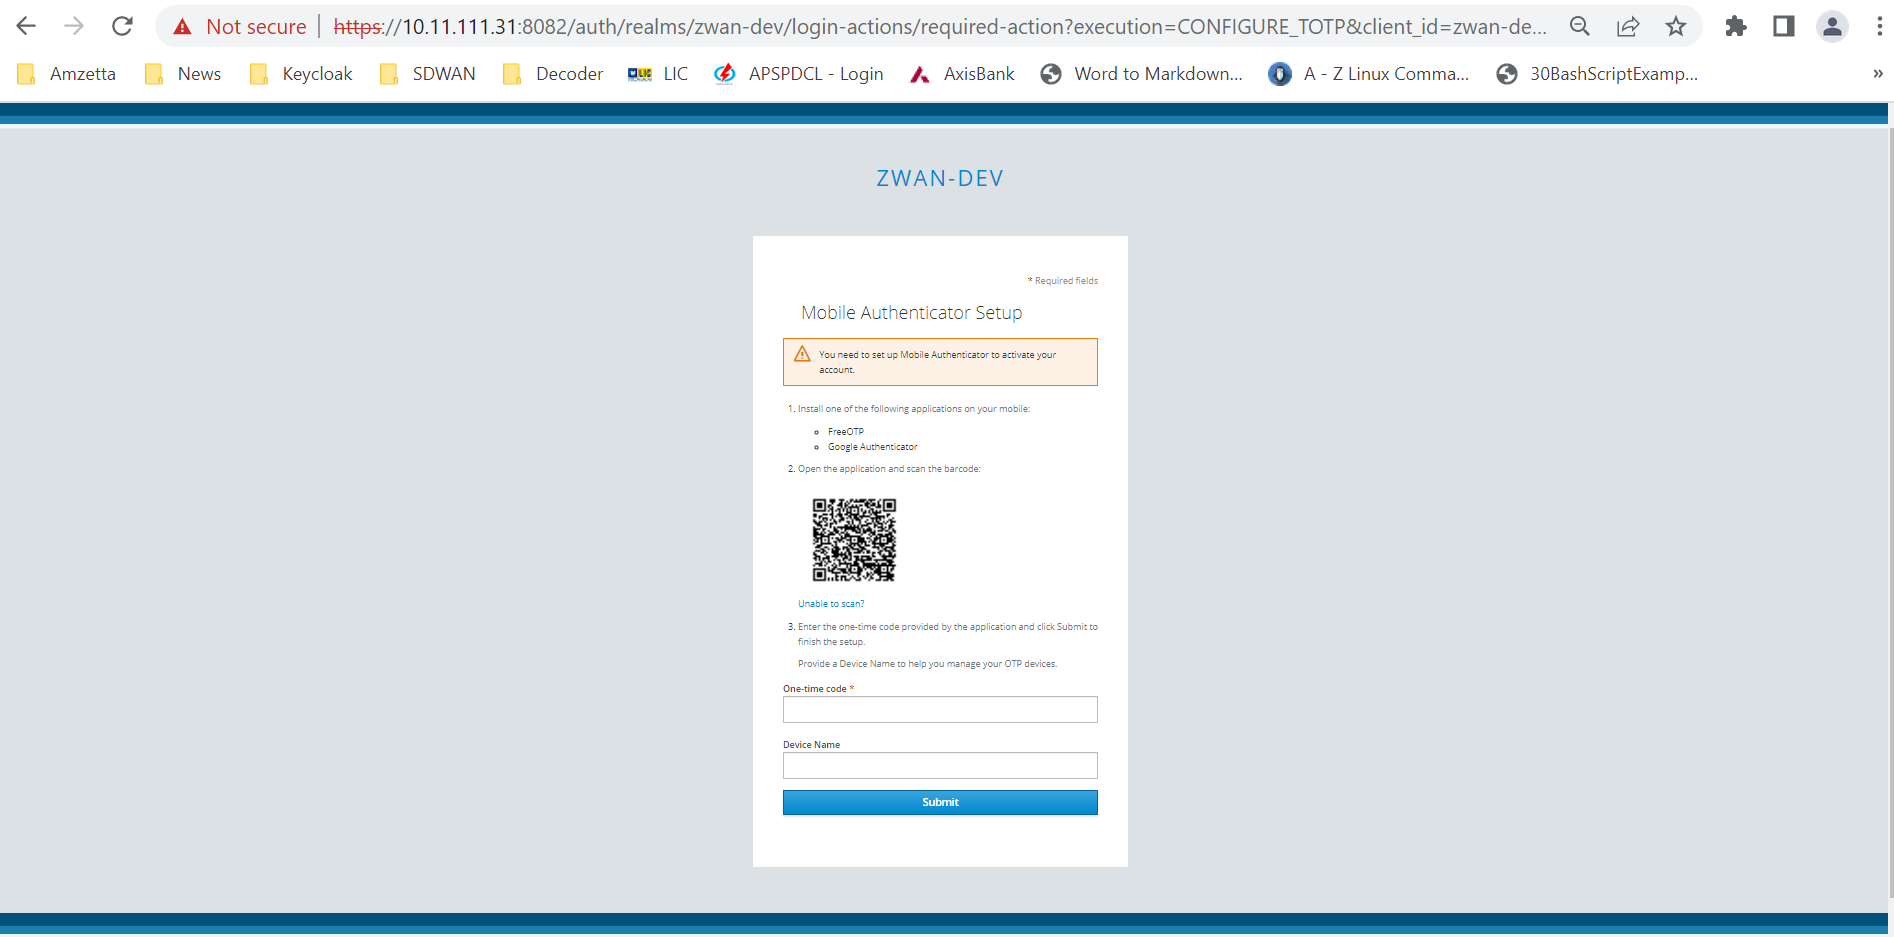 Not secure https://10.11.111.31:8082/auth/realms/zwan-dev/login-actions/required-action?execution=CONFIGURE_TOTP&client_id=zwan-de...
Amzetta News Keycloak SDWAN Decoder LIC APSPDCL - Login AxisBank Word to Markdown... A - Z Linux Comma... 30BashScriptExamp... »
ZWAN-DEV
* Required fields
Mobile Authenticator Setup
You need to set up Mobile Authenticator to activate your
account.
1. Install one of the following applications on your mobile:
FreeOTP
Google Authenticator
2. Open the application and scan the barcode:
Unable to scan?
3. Enter the one-time code provided by the application and click Submit to
finish the setup.
Provide a Device Name to help you manage your OTP devices.
One-time code *
Device Name
Submit